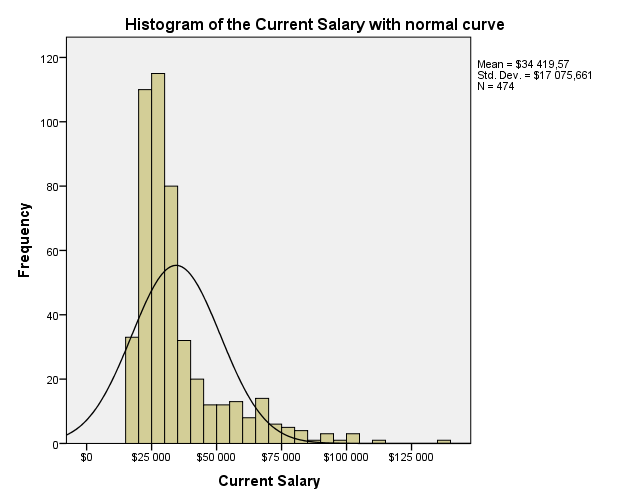 Histogram of the Current Salary with normal curve
Mean = $34 419,57
Std. Dev. = $17 075,661
N = 474
120
100
80
60
40
20
0
Frequency
$0 $25 000 $50 000 $75 000 $100 000 $125 000
Current Salary